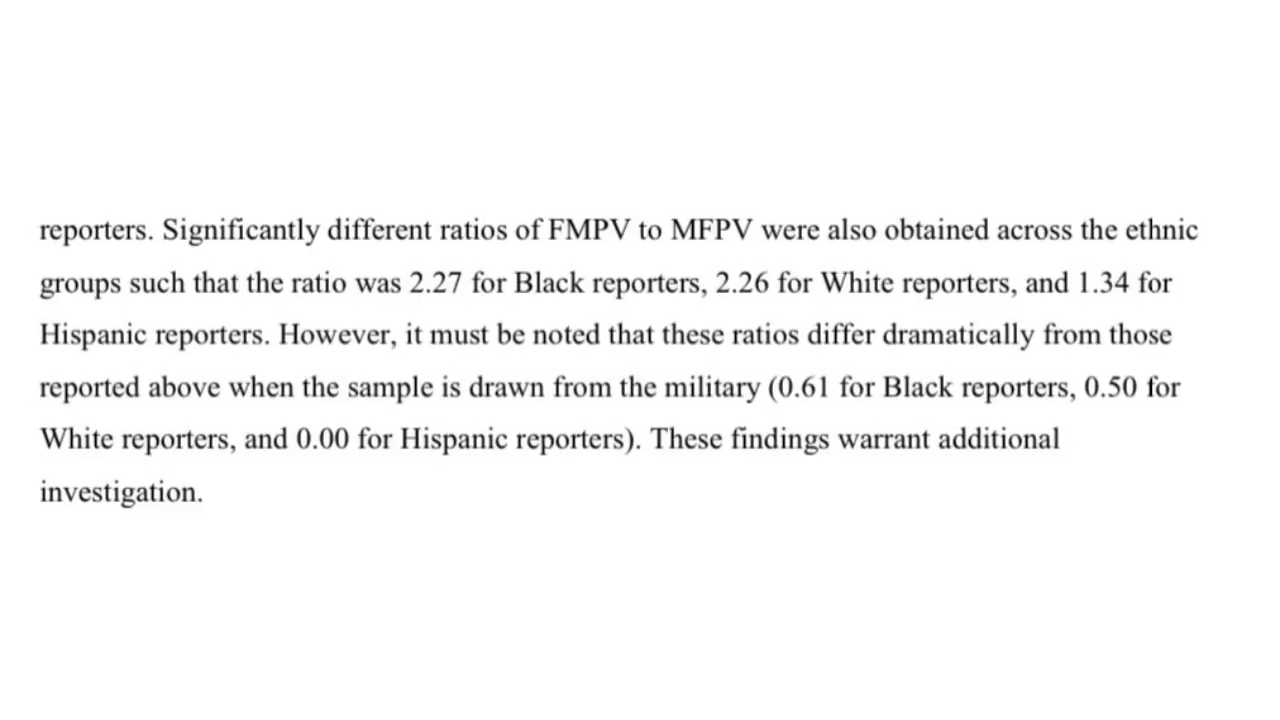 reporters. Significantly different ratios of FMPV to MFPV were also obtained across the ethnic
groups such that the ratio was 2.27 for Black reporters, 2.26 for White reporters, and 1.34 for
Hispanic reporters. However, it must be noted that these ratios differ dramatically from those
reported above when the sample is drawn from the military (0.61 for Black reporters, 0.50 for
White reporters, and 0.00 for Hispanic reporters). These findings warrant additional
investigation.